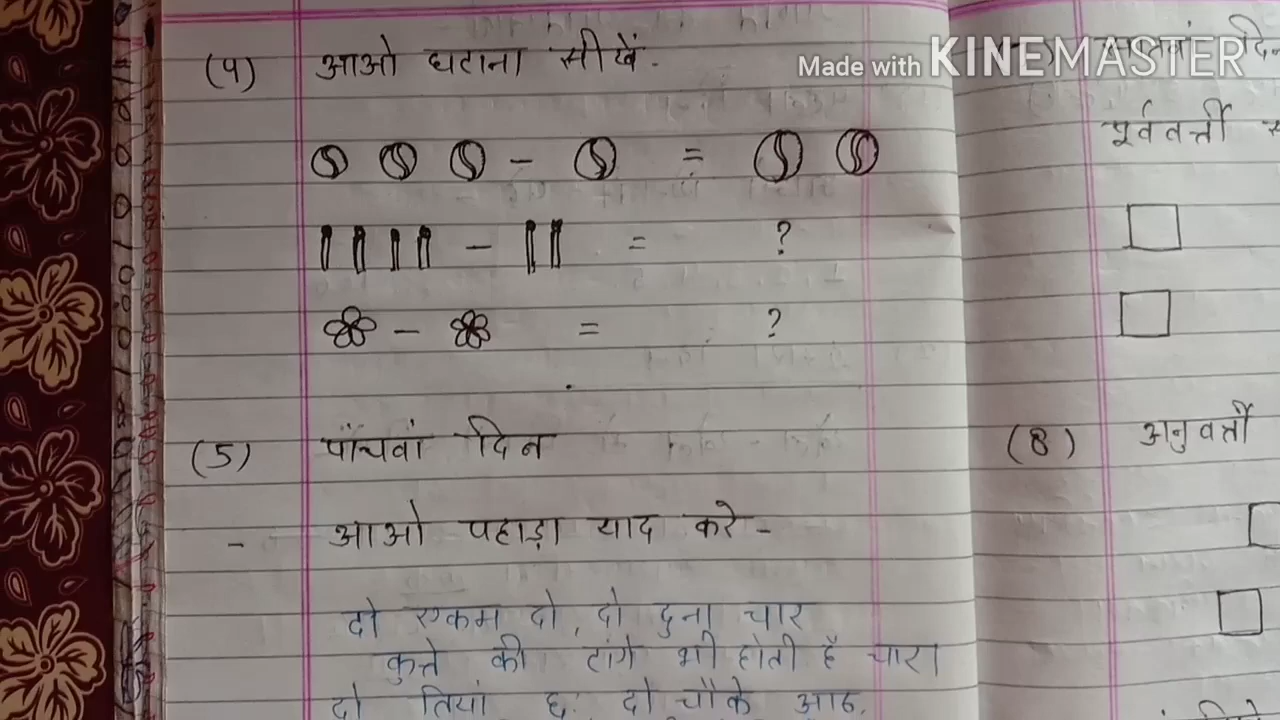 (4) आओ घटाना सीखें.
Made with KINEMASTER
- =
- = ?
- = ?
(5) पाँचवां दिन
- आओ पहाड़ा याद करे -
दो एकम दो, दो दुना चार
कुत्ते की टांगे भी होती है चार।
दो तियां छः दो चौके आठ,
पूर्ववर्त्ती
(8) अनुवर्त्ती